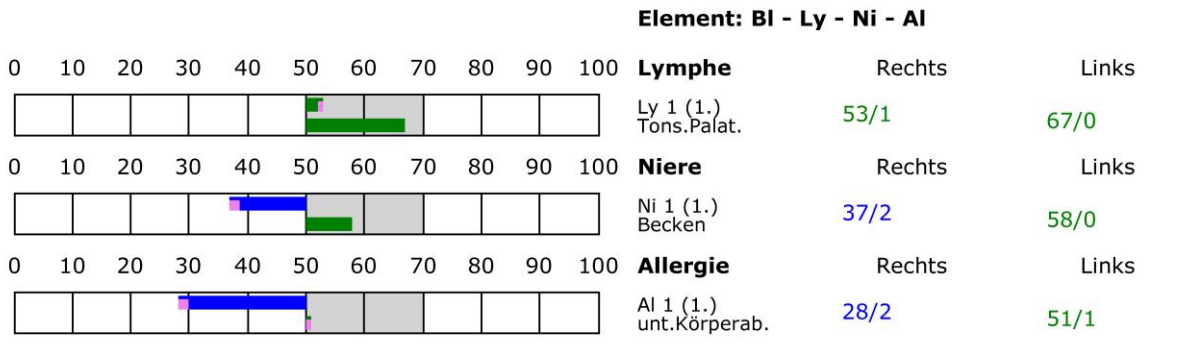 Element: Bl - Ly - Ni - Al
0 10 20 30 40 50 60 70 80 90 100 Lymphe Rechts Links
Ly 1 (1.)
Tons.Palat.
53/1 67/0
0 10 20 30 40 50 60 70 80 90 100 Niere Rechts Links
Ni 1 (1.)
Becken
37/2 58/0
0 10 20 30 40 50 60 70 80 90 100 Allergie Rechts Links
Al 1 (1.)
unt.Körperab.
28/2 51/1